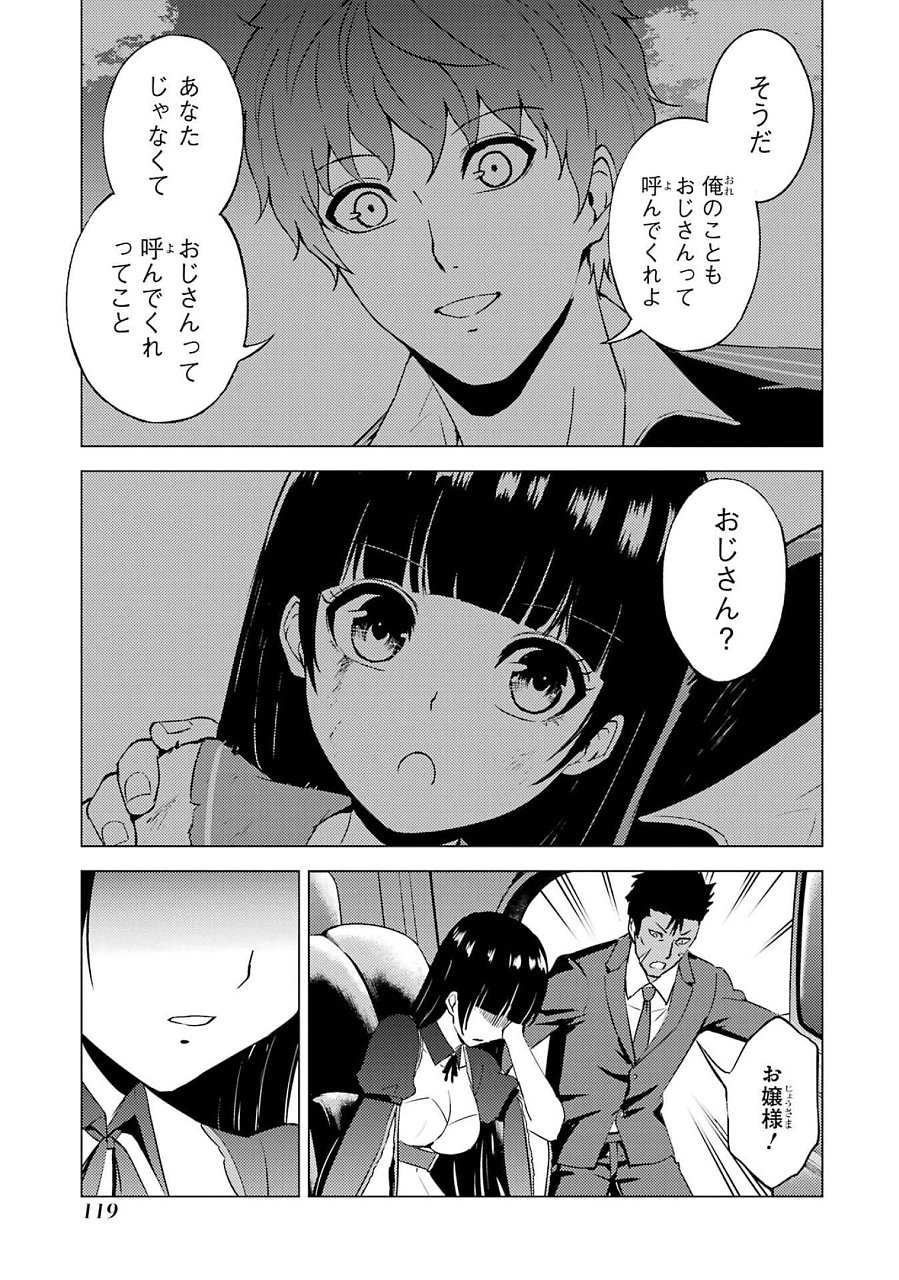 そうだ
俺のことも
おじさんって
呼んでくれよ
あなた
じゃなくて
おじさんって
呼んでくれ
ってこと
おじさん？
お嬢様！
119